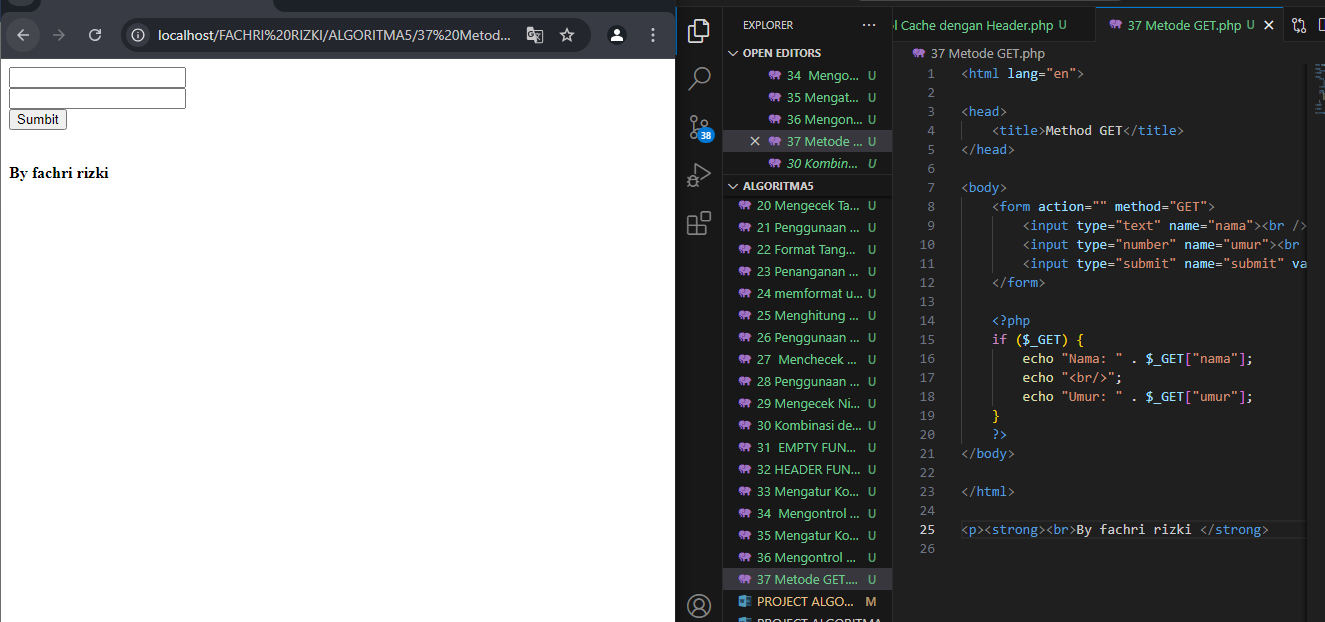 localhost/FACHRI%20RIZKI/ALGORITMA5/37%20Metod...
Sumbit
By fachri rizki
EXPLORER
OPEN EDITORS
34 Mengo... U
35 Mengat... U
36 Mengon... U
37 Metode ... U
30 Kombin... U
38
ALGORITMA5
20 Mengecek Ta... U
21 Penggunaan ... U
22 Format Tang... U
23 Penanganan ... U
24 memformat u... U
25 Menghitung ... U
26 Penggunaan ... U
27 Menchecek ... U
28 Penggunaan ... U
29 Mengecek Ni... U
30 Kombinasi de... U
31 EMPTY FUN... U
32 HEADER FUN... U
33 Mengatur Ko... U
34 Mengontrol ... U
35 Mengatur Ko... U
36 Mengontrol ... U
37 Metode GET.... U
PROJECT ALGO... M
PROJECT ALGORITMA
ol Cache dengan Header.php U
37 Metode GET.php U
37 Metode GET.php
1 <html lang="en">
2
3 <head>
4 <title>Method GET</title>
5 </head>
6
7 <body>
8 <form action="" method="GET">
9 <input type="text" name="nama"><br />
10 <input type="number" name="umur"><br
11 <input type="submit" name="submit" va
12 </form>
13
14 <?php
15 if ($_GET) {
16 echo "Nama: " . $_GET["nama"];
17 echo "<br/>";
18 echo "Umur: " . $_GET["umur"];
19 }
20 ?>
21 </body>
22
23 </html>
24
25 <p><strong><br>By fachri rizki </strong>
26